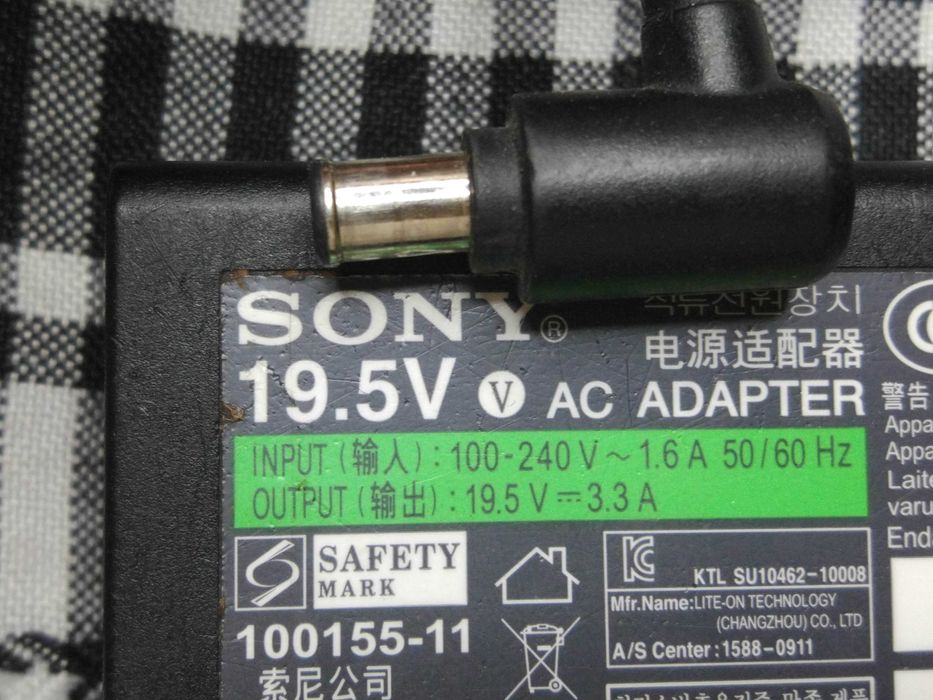 SONY®
장치
电源适配器
19.5V V AC ADAPTER
INPUT (输入) : 100-240 V ~ 1.6 A 50/60 Hz
OUTPUT (输出) : 19.5 V ⎓ 3.3 A
SAFETY
MARK
KTL SU10462-10008
Mfr.Name:LITE-ON TECHNOLOGY
(CHANGZHOU) CO., LTD
A/S Center:1588-0911
100155-11
索尼公司
警告